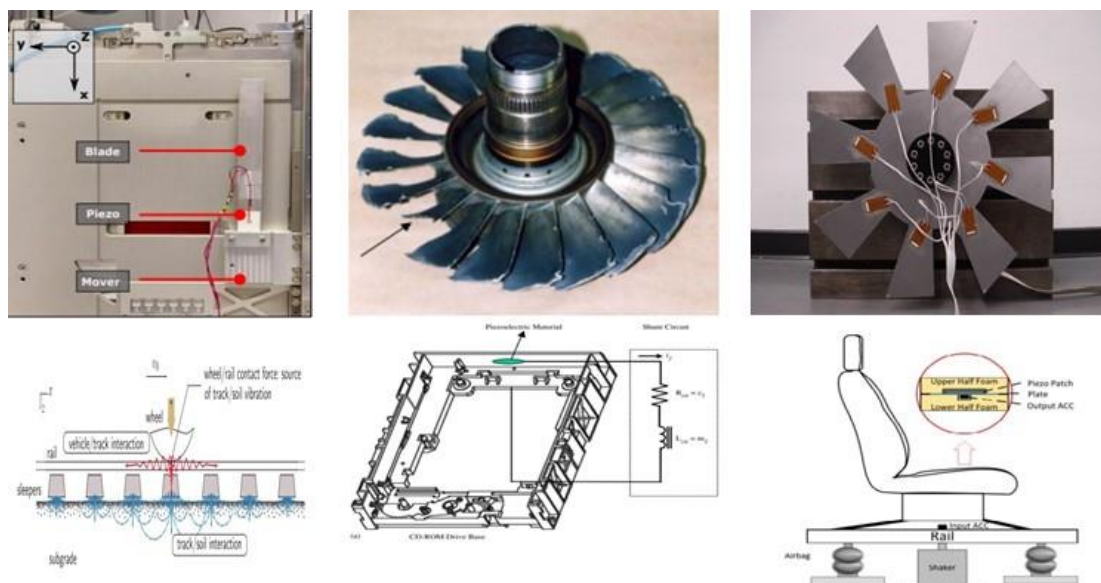 y
z
x
Blade
Piezo
Mover
wheel/rail contact force: source
of track/soil vibration
wheel
vehicle/track interaction
rail
sleepers
track/soil interaction
subgrade
Piezoelectric Material
Shunt Circuit
(a)
CD-ROM Drive Base
Upper Half Foam
Lower Half Foam
Piezo Patch
Plate
Output ACC
Input ACC
Rail
Airbag
Shaker